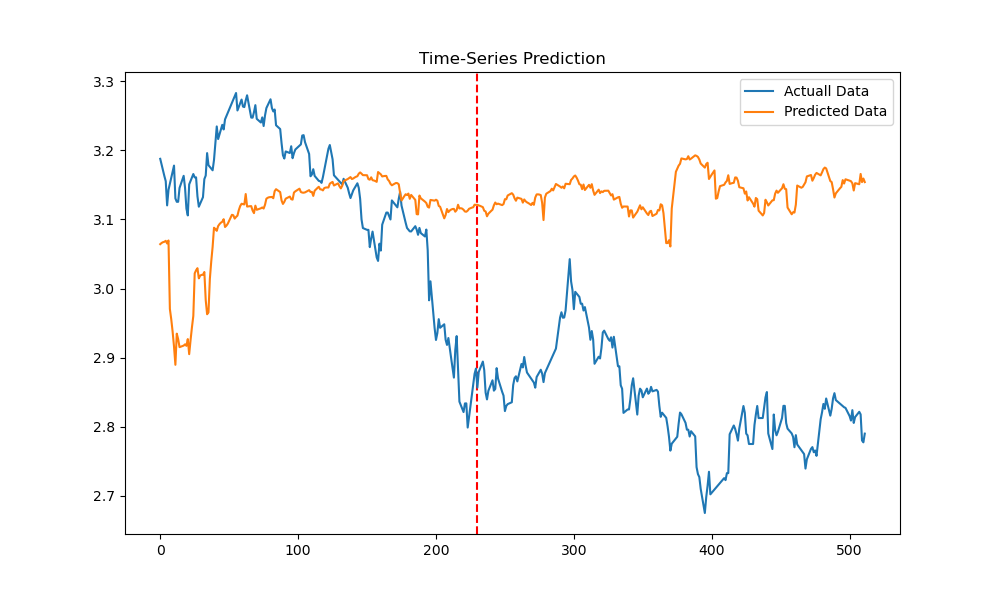 Time-Series Prediction
Actuall Data
Predicted Data
3.3
3.2
3.1
3.0
2.9
2.8
2.7
0 100 200 300 400 500